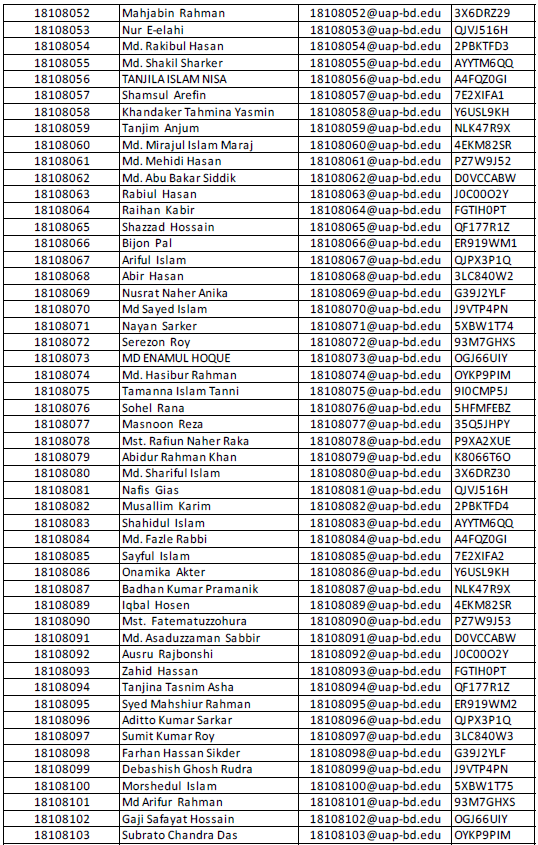 18108052 Mahjabin Rahman 18108052@uap-bd.edu 3X6DRZ29
18108053 Nur E-elahi 18108053@uap-bd.edu QJVJ516H
18108054 Md. Rakibul Hasan 18108054@uap-bd.edu 2PBKTFD3
18108055 Md. Shakil Sharker 18108055@uap-bd.edu AYYTM6QQ
18108056 TANJILA ISLAM NISA 18108056@uap-bd.edu A4FQZ0GI
18108057 Shamsul Arefin 18108057@uap-bd.edu 7E2XIFA1
18108058 Khandaker Tahmina Yasmin 18108058@uap-bd.edu Y6USL9KH
18108059 Tanjim Anjum 18108059@uap-bd.edu NLK47R9X
18108060 Md. Mirajul Islam Maraj 18108060@uap-bd.edu 4EKM82SR
18108061 Md. Mehidi Hasan 18108061@uap-bd.edu PZ7W9J52
18108062 Md. Abu Bakar Siddik 18108062@uap-bd.edu D0VCCABW
18108063 Rabiul Hasan 18108063@uap-bd.edu J0C00O2Y
18108064 Raihan Kabir 18108064@uap-bd.edu FGTIH0PT
18108065 Shazzad Hossain 18108065@uap-bd.edu QF177R1Z
18108066 Bijon Pal 18108066@uap-bd.edu ER919WM1
18108067 Ariful Islam 18108067@uap-bd.edu QJPX3P1Q
18108068 Abir Hasan 18108068@uap-bd.edu 3LC840W2
18108069 Nusrat Naher Anika 18108069@uap-bd.edu G39J2YLF
18108070 Md Sayed Islam 18108070@uap-bd.edu J9VTP4PN
18108071 Nayan Sarker 18108071@uap-bd.edu 5XBW1T74
18108072 Serezon Roy 18108072@uap-bd.edu 93M7GHXS
18108073 MD ENAMUL HOQUE 18108073@uap-bd.edu OGJ66UIY
18108074 Md. Hasibur Rahman 18108074@uap-bd.edu OYKP9PIM
18108075 Tamanna Islam Tanni 18108075@uap-bd.edu 9I0CMP5J
18108076 Sohel Rana 18108076@uap-bd.edu 5HFMFEBZ
18108077 Masnoon Reza 18108077@uap-bd.edu 35Q5JHPY
18108078 Mst. Rafiun Naher Raka 18108078@uap-bd.edu P9XA2XUE
18108079 Abidur Rahman Khan 18108079@uap-bd.edu K8066T6O
18108080 Md. Shariful Islam 18108080@uap-bd.edu 3X6DRZ30
18108081 Nafis Gias 18108081@uap-bd.edu QJVJ516H
18108082 Musallim Karim 18108082@uap-bd.edu 2PBKTFD4
18108083 Shahidul Islam 18108083@uap-bd.edu AYYTM6QQ
18108084 Md. Fazle Rabbi 18108084@uap-bd.edu A4FQZ0GI
18108085 Sayful Islam 18108085@uap-bd.edu 7E2XIFA2
18108086 Onamika Akter 18108086@uap-bd.edu Y6USL9KH
18108087 Badhan Kumar Pramanik 18108087@uap-bd.edu NLK47R9X
18108089 Iqbal Hosen 18108089@uap-bd.edu 4EKM82SR
18108090 Mst. Fatematuzzohura 18108090@uap-bd.edu PZ7W9J53
18108091 Md. Asaduzzaman Sabbir 18108091@uap-bd.edu D0VCCABW
18108092 Ausru Rajbonshi 18108092@uap-bd.edu J0C00O2Y
18108093 Zahid Hassan 18108093@uap-bd.edu FGTIH0PT
18108094 Tanjina Tasnim Asha 18108094@uap-bd.edu QF177R1Z
18108095 Syed Mahshiur Rahman 18108095@uap-bd.edu ER919WM2
18108096 Aditto Kumar Sarkar 18108096@uap-bd.edu QJPX3P1Q
18108097 Sumit Kumar Roy 18108097@uap-bd.edu 3LC840W3
18108098 Farhan Hassan Sikder 18108098@uap-bd.edu G39J2YLF
18108099 Debashish Ghosh Rudra 18108099@uap-bd.edu J9VTP4PN
18108100 Morshedul Islam 18108100@uap-bd.edu 5XBW1T75
18108101 Md Arifur Rahman 18108101@uap-bd.edu 93M7GHXS
18108102 Gaji Safayat Hossain 18108102@uap-bd.edu OGJ66UIY
18108103 Subrato Chandra Das 18108103@uap-bd.edu OYKP9PIM